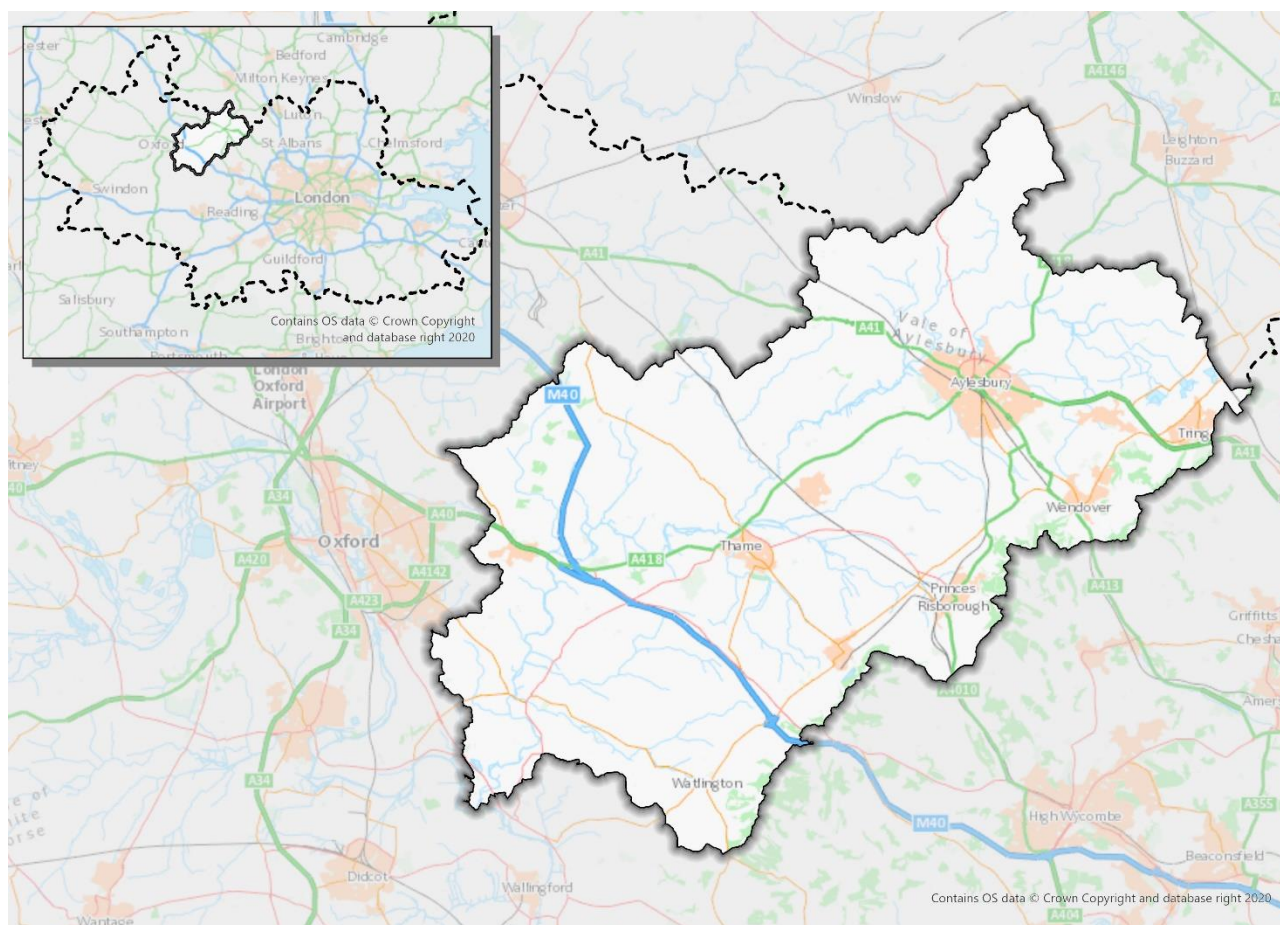 Cambridge
Bedford
Milton Keynes
Luton
Oxford
St Albans
Chelmsford
Swindon
London
Reading
Guildford
Salisbury
Southampton
Contains OS data © Crown Copyright
and database right 2020
A4146
Winslow
Leighton
Buzzard
A41
Vale of
Aylesbury
A41
Aylesbury
London
Oxford
Airport
M40
Tring
A41
A34
A40
Wendover
Oxford
A420
A4142
A418
Thame
A423
A34
Princes
Risborough
A413
A4010
A34
Watlington
M40
High Wycombe
A355
Beaconsfield
Didcot
Wallingford
Wantage
A404
Contains OS data © Crown Copyright and database right 2020